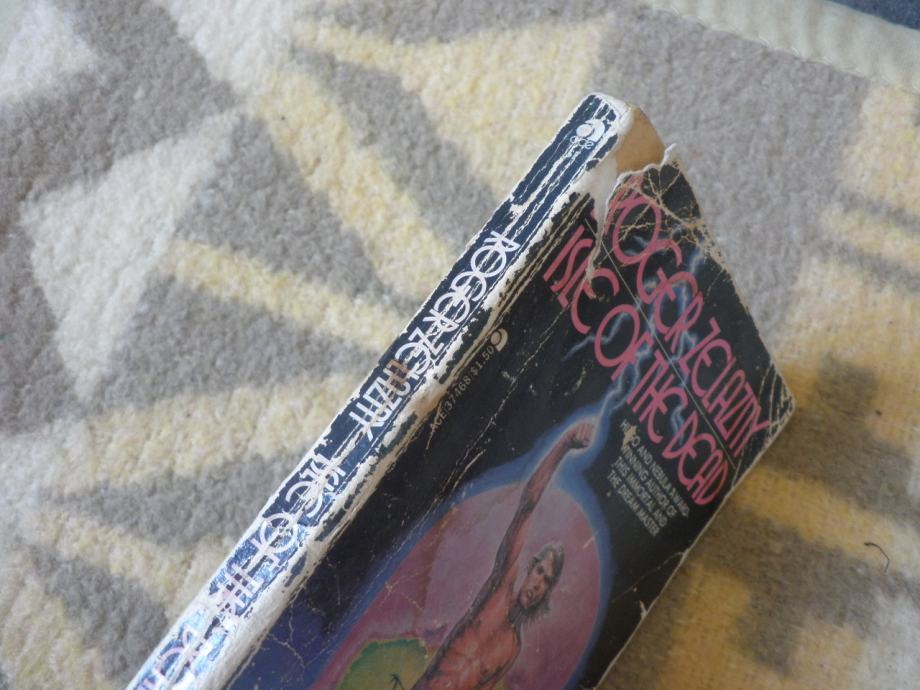 ace
ROGER ZELAZNY
ISLE OF THE DEAD
ACE 37468 $1.50
ROGER ZELAZNY
ISLE OF THE DEAD
HUGO AND NEBULA AWARD
WINNING AUTHOR OF
THIS IMMORTAL AND
THE DREAM MASTER